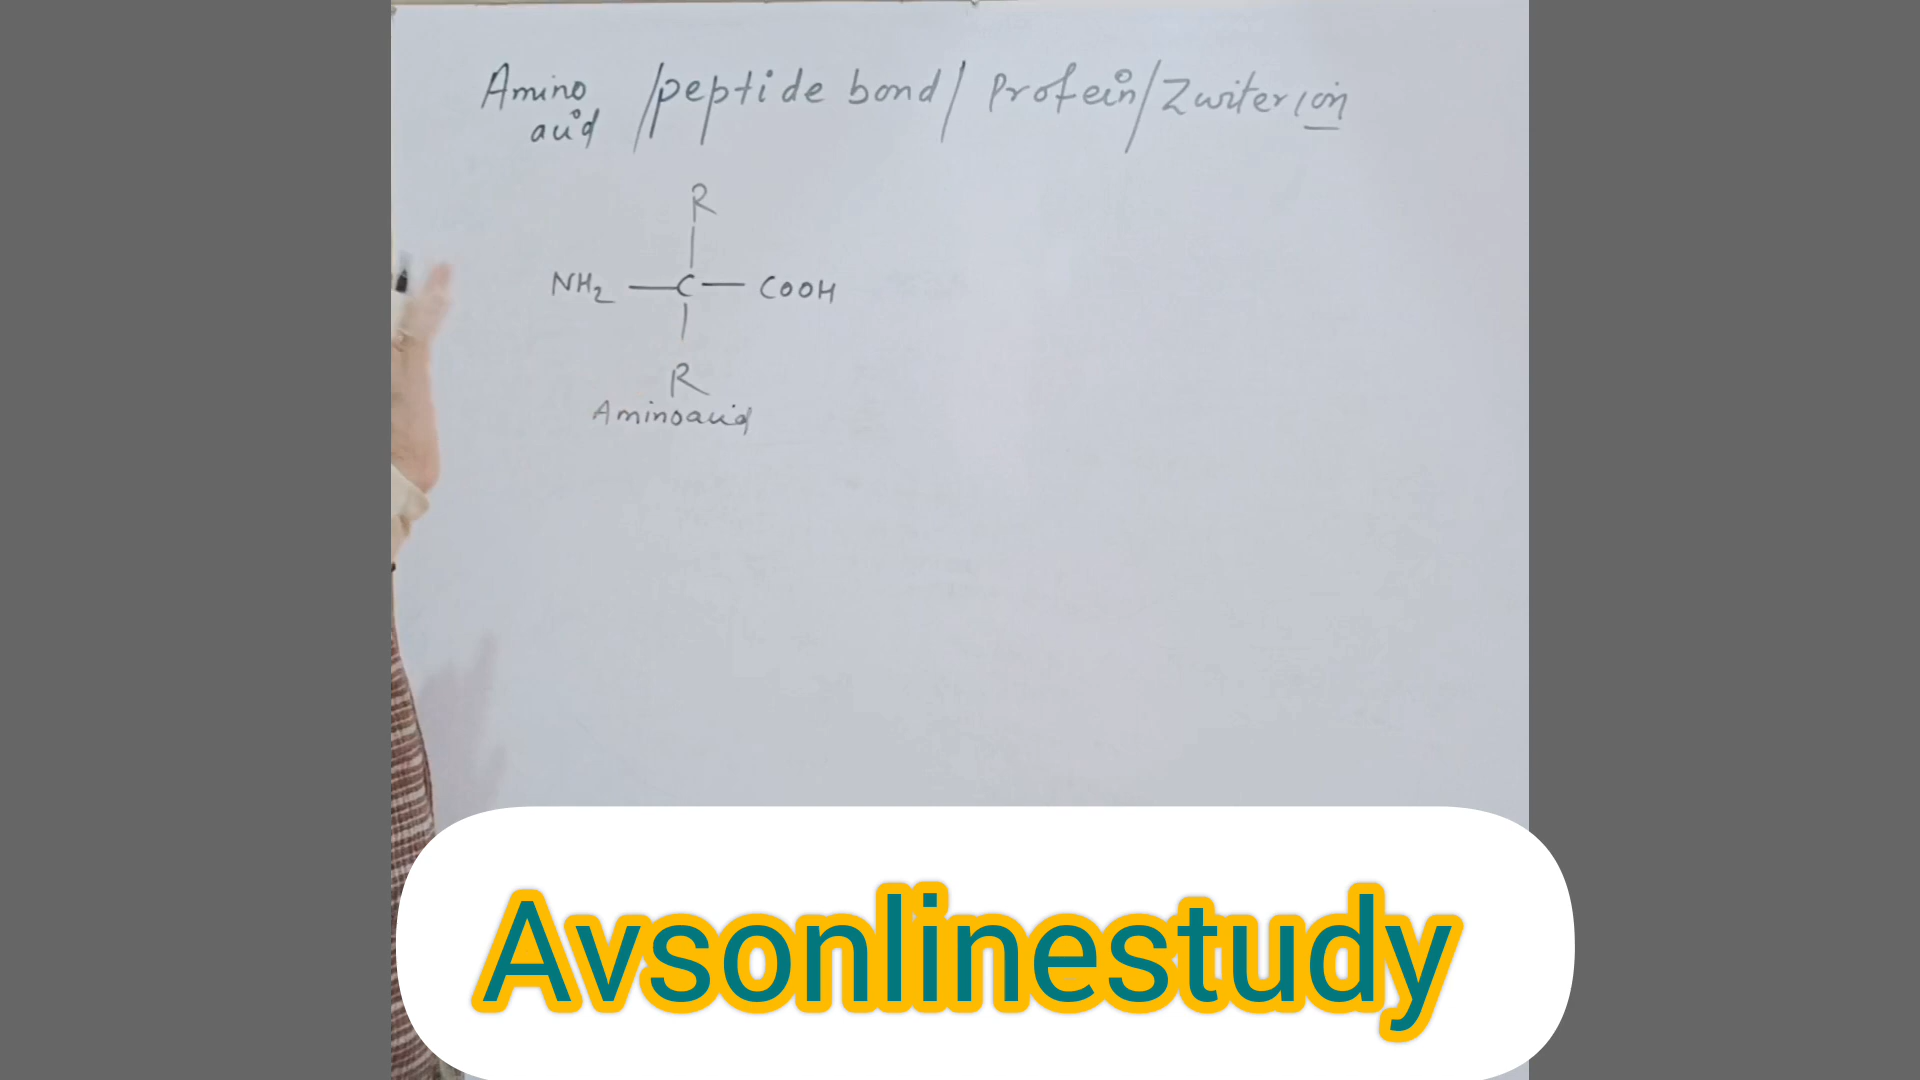 Amino /peptide bond/ Protein/Zwiterion
acid
R
NH2 — C — COOH
R
Aminoacid
Avsonlinestudy